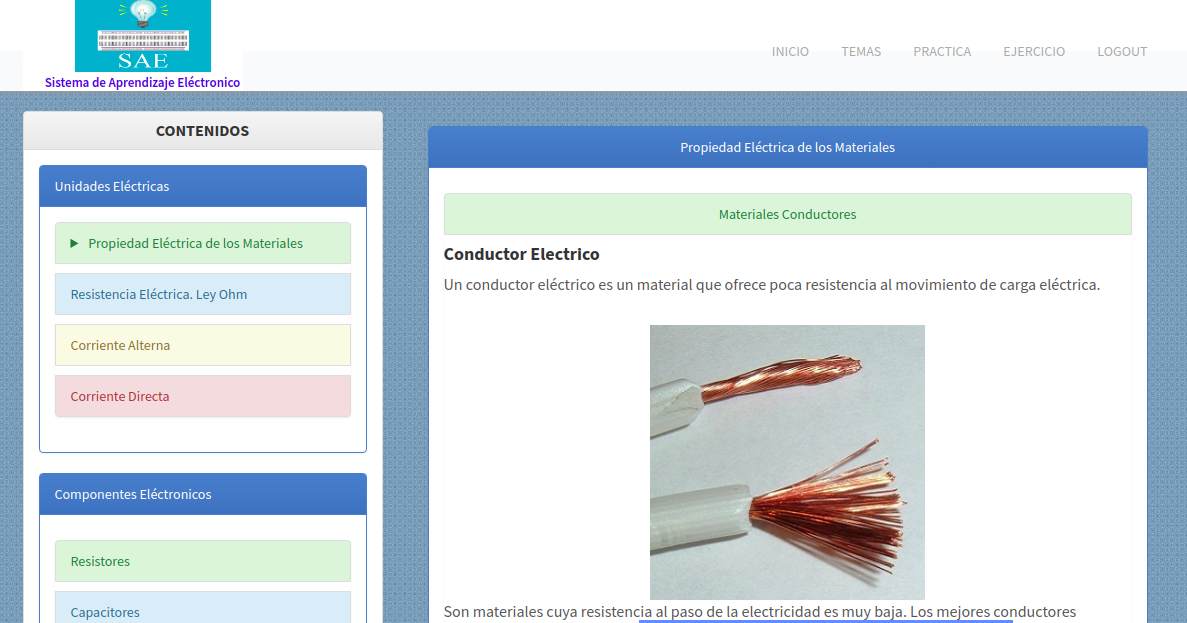 SAE
Sistema de Aprendizaje Eléctronico
INICIO
TEMAS
PRACTICA
EJERCICIO
LOGOUT
CONTENIDOS
Unidades Eléctricas
Propiedad Eléctrica de los Materiales
Resistencia Eléctrica. Ley Ohm
Corriente Alterna
Corriente Directa
Componentes Eléctronicos
Resistores
Capacitores
Propiedad Eléctrica de los Materiales
Materiales Conductores
Conductor Electrico
Un conductor eléctrico es un material que ofrece poca resistencia al movimiento de carga eléctrica.
Son materiales cuya resistencia al paso de la electricidad es muy baja. Los mejores conductores